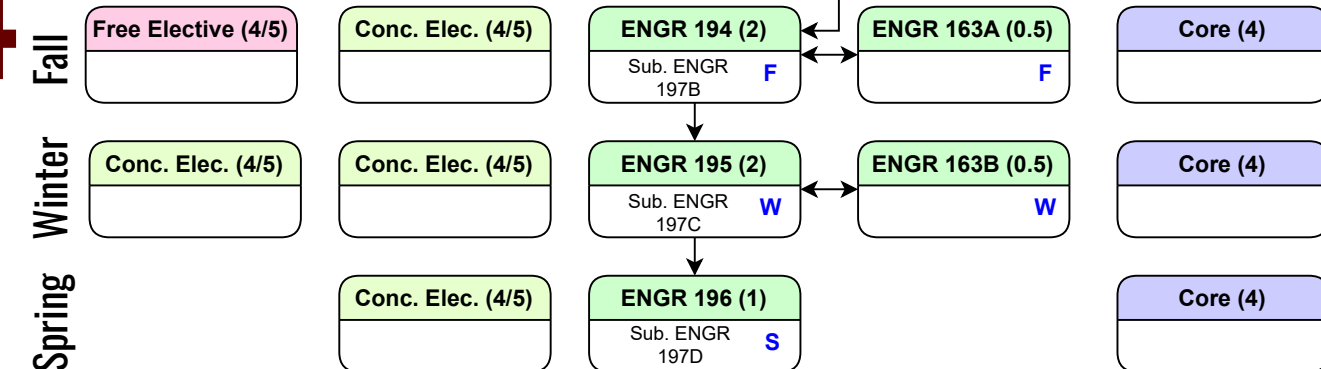 Fall
Free Elective (4/5)
Conc. Elec. (4/5)
ENGR 194 (2)
Sub. ENGR
197B
F
ENGR 163A (0.5)
F
Core (4)
Winter
Conc. Elec. (4/5)
Conc. Elec. (4/5)
ENGR 195 (2)
Sub. ENGR
197C
W
ENGR 163B (0.5)
W
Core (4)
Spring
Conc. Elec. (4/5)
ENGR 196 (1)
Sub. ENGR
197D
S
Core (4)